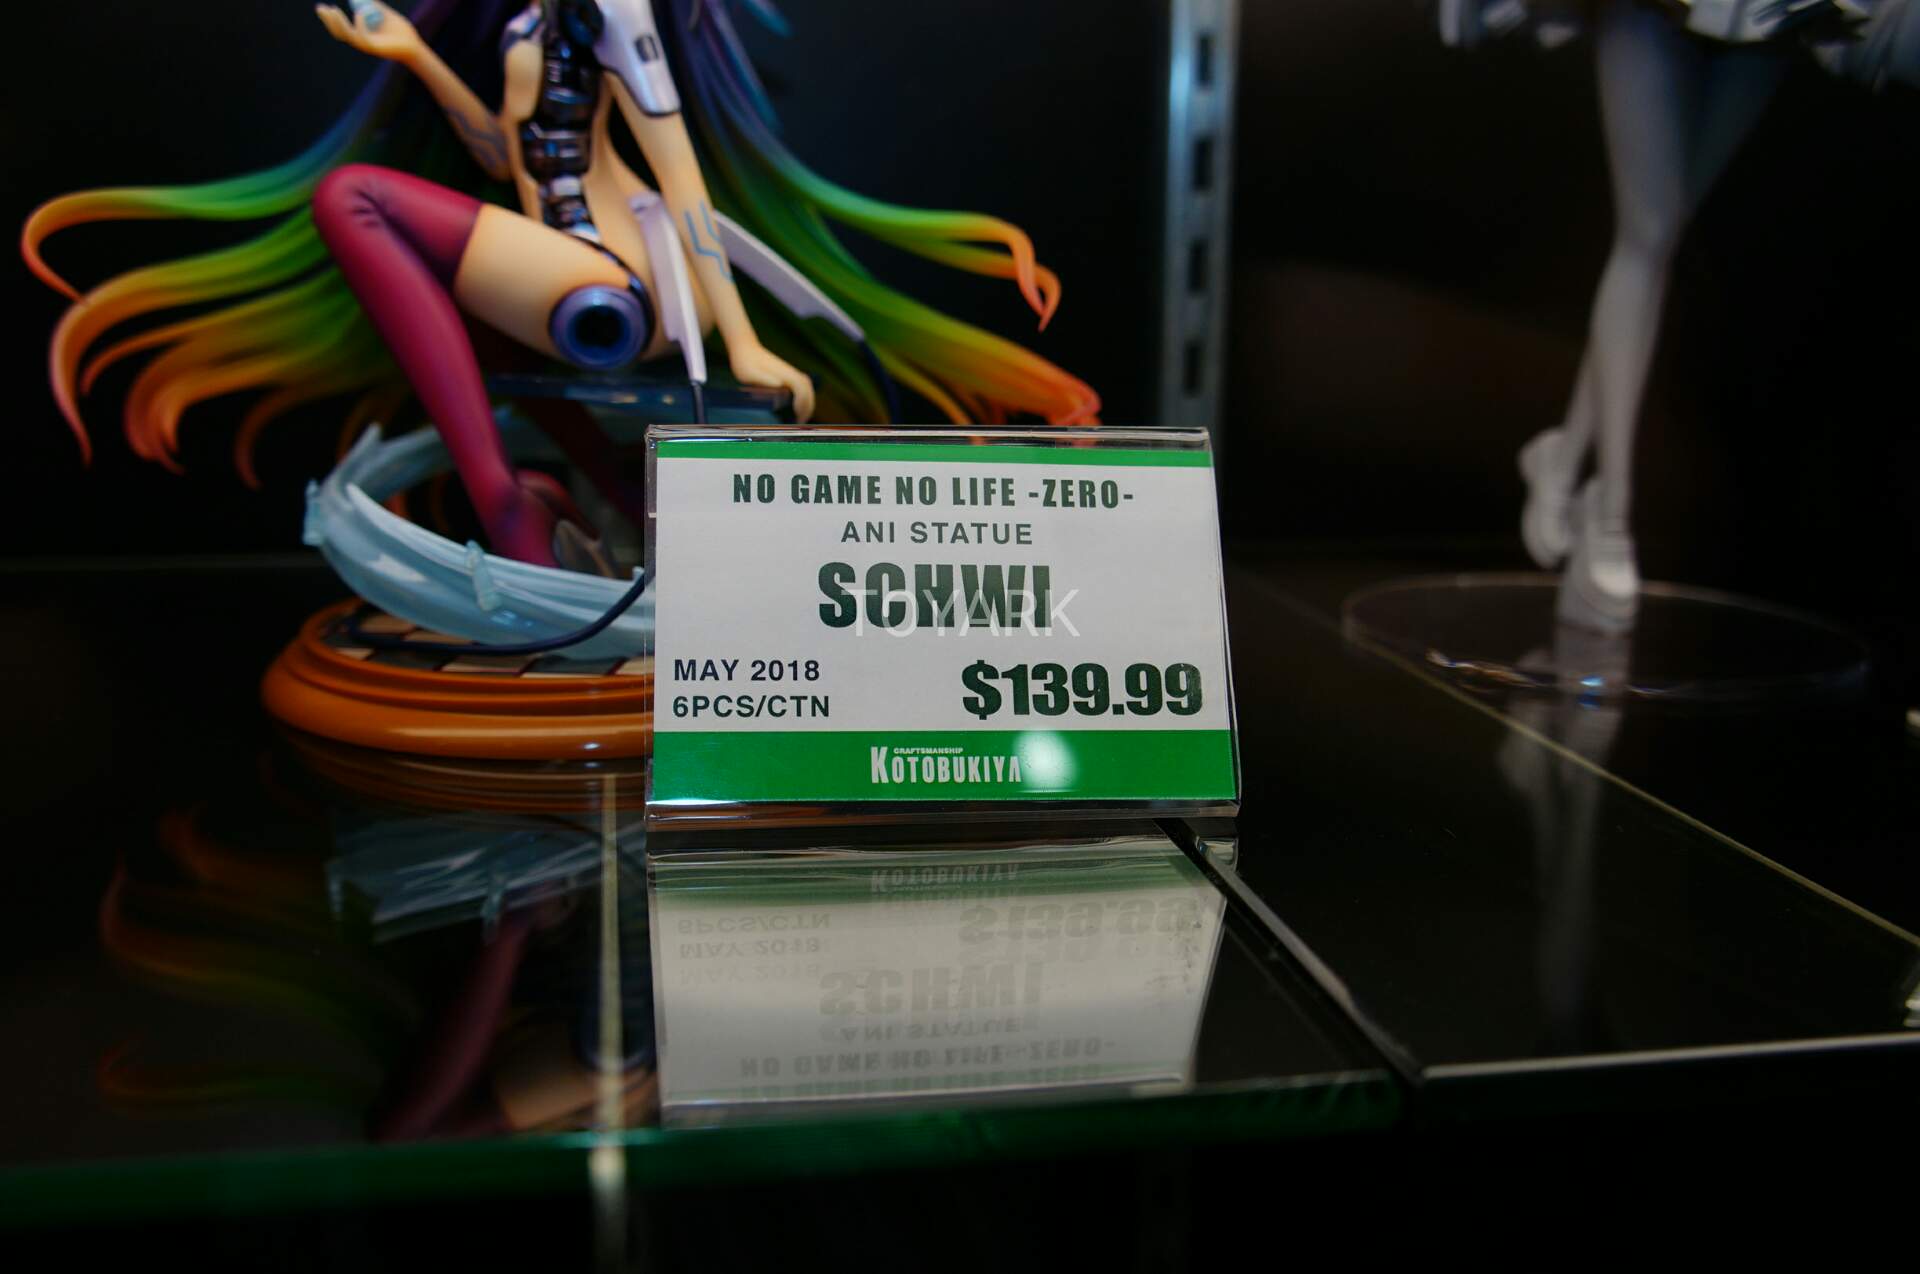 NO GAME NO LIFE -ZERO-
ANI STATUE
SCHWI
TOYARK
MAY 2018
6PCS/CTN
$139.99
CRAFTSMANSHIP
KOTOBUKIYA